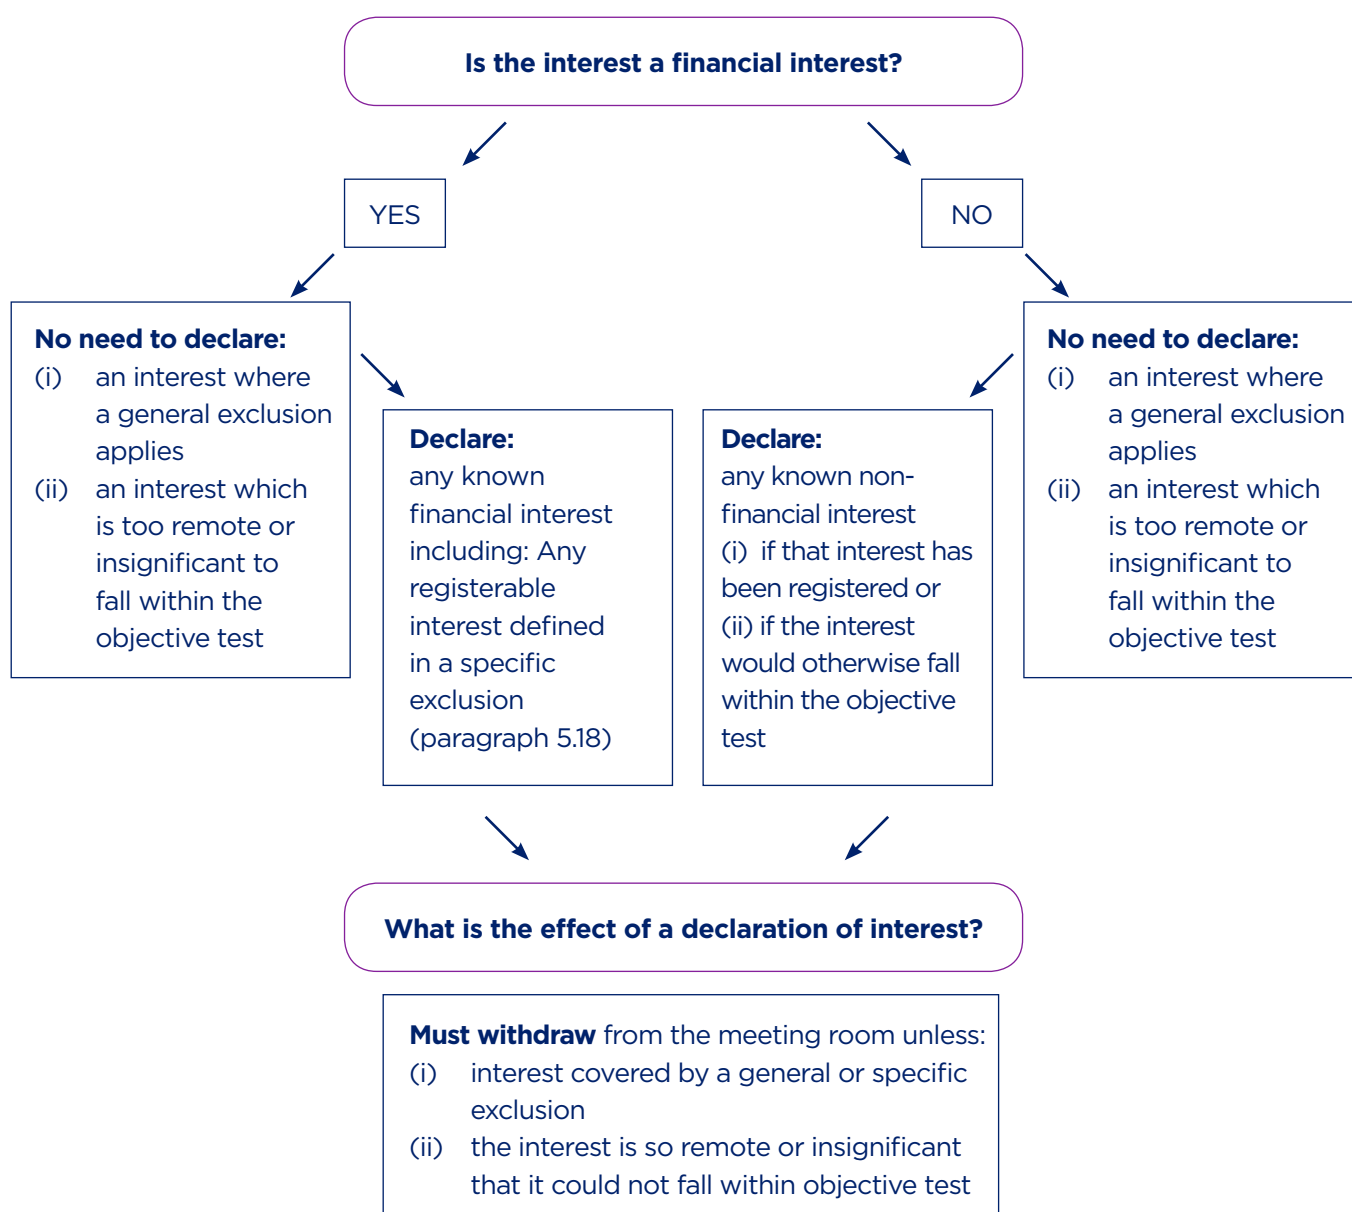 Is the interest a financial interest?
YES
NO
No need to declare:
(i) an interest where
a general exclusion
applies
(ii) an interest which
is too remote or
insignificant to
fall within the
objective test
Declare:
any known
financial interest
including: Any
registerable
interest defined
in a specific
exclusion
(paragraph 5.18)
Declare:
any known non-
financial interest
(i) if that interest has
been registered or
(ii) if the interest
would otherwise fall
within the objective
test
No need to declare:
(i) an interest where
a general exclusion
applies
(ii) an interest which
is too remote or
insignificant to
fall within the
objective test
What is the effect of a declaration of interest?
Must withdraw from the meeting room unless:
(i) interest covered by a general or specific
exclusion
(ii) the interest is so remote or insignificant
that it could not fall within objective test